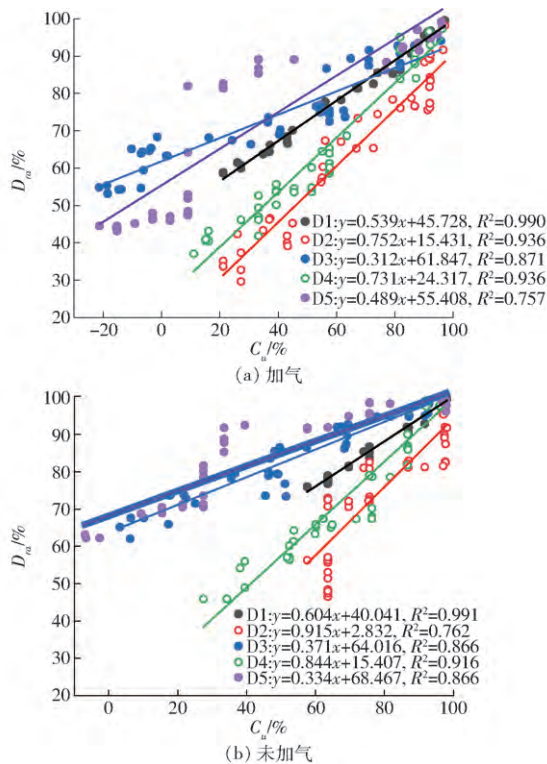 100
90
80
70
60
50
40
30
20
D_ra/%
D1:y=0.539x+45.728, R²=0.990
D2:y=0.752x+15.431, R²=0.936
D3:y=0.312x+61.847, R²=0.871
D4:y=0.731x+24.317, R²=0.936
D5:y=0.489x+55.408, R²=0.757
-20 0 20 40 60 80 100
C_u/%
(a) 加气
100
90
80
70
60
50
40
30
20
D_ra/%
D1:y=0.604x+40.041, R²=0.991
D2:y=0.915x+2.832, R²=0.762
D3:y=0.371x+64.016, R²=0.866
D4:y=0.844x+15.407, R²=0.916
D5:y=0.334x+68.467, R²=0.866
0 20 40 60 80 100
C_u/%
(b) 未加气